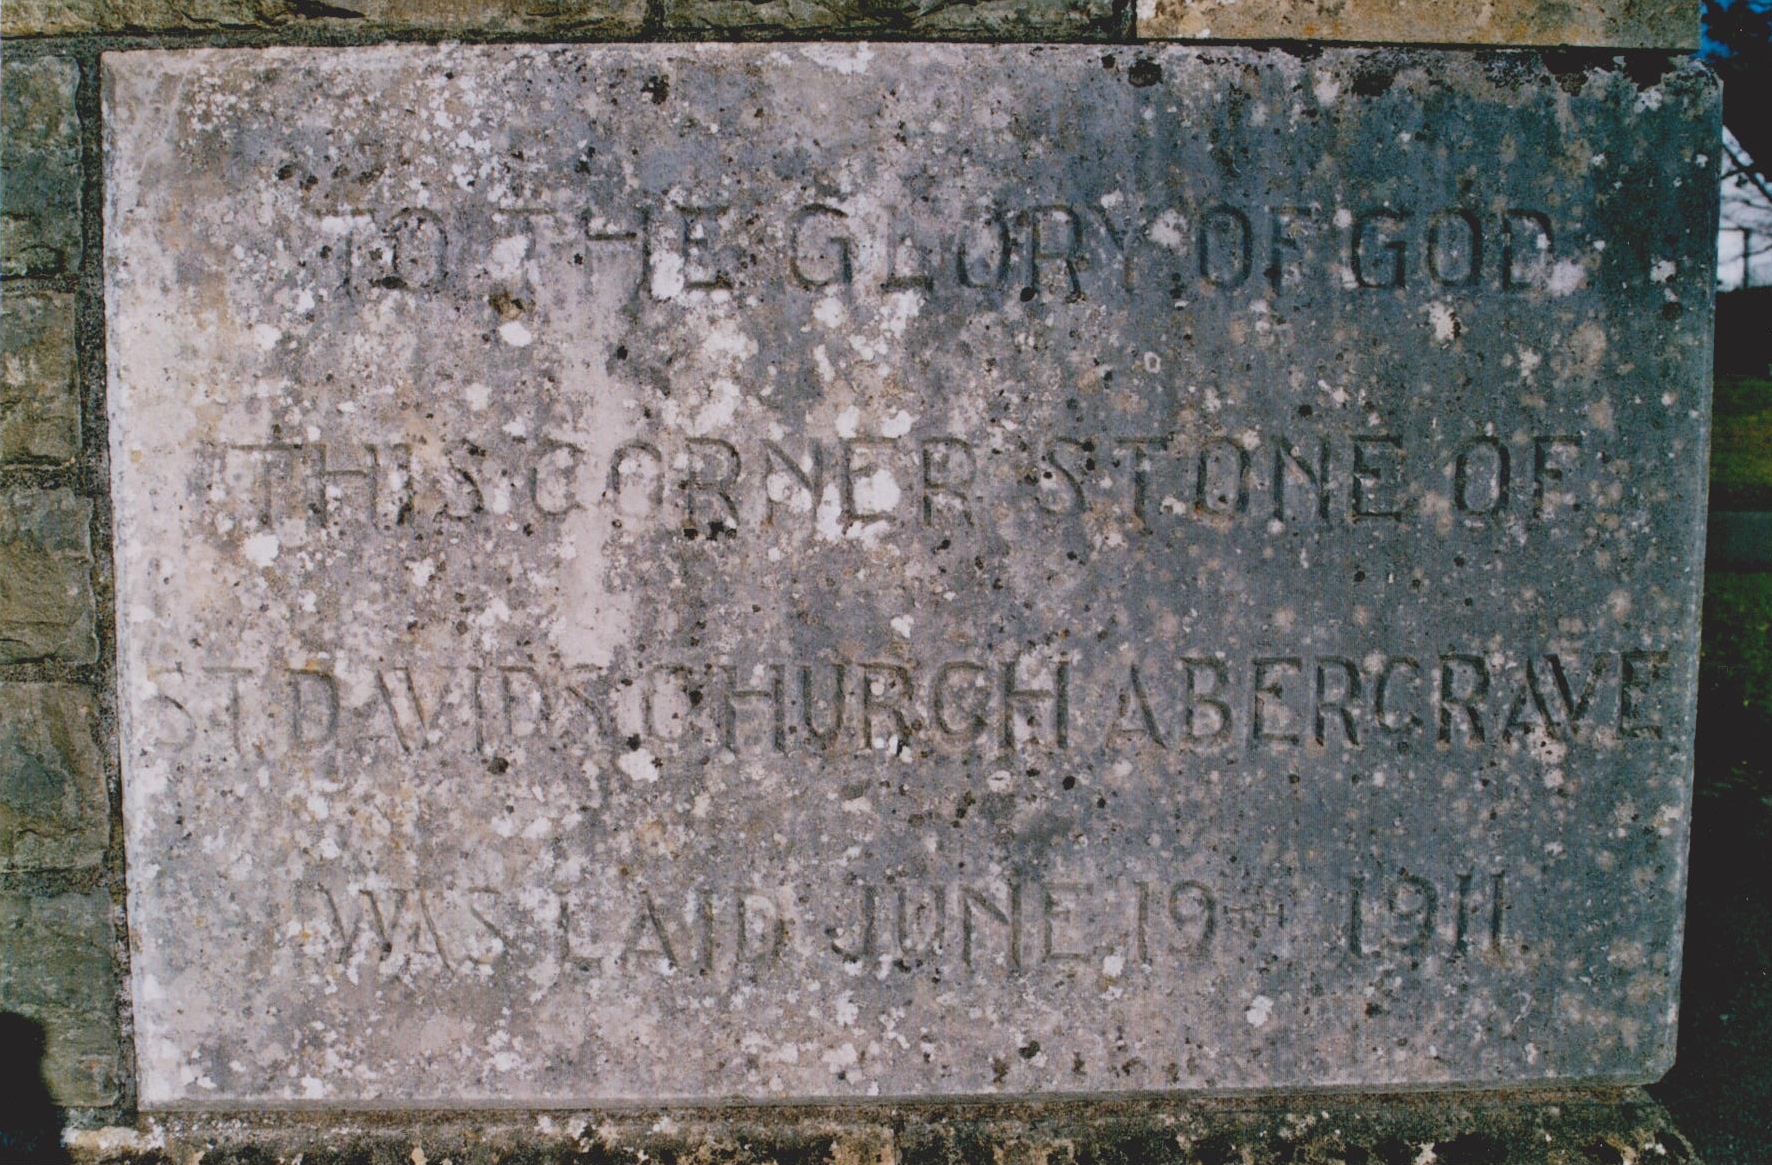 TO THE GLORY OF GOD
THIS CORNER STONE OF
ST DAVIDS CHURCH ABERCRAVE
WAS LAID JUNE 19TH 1911.